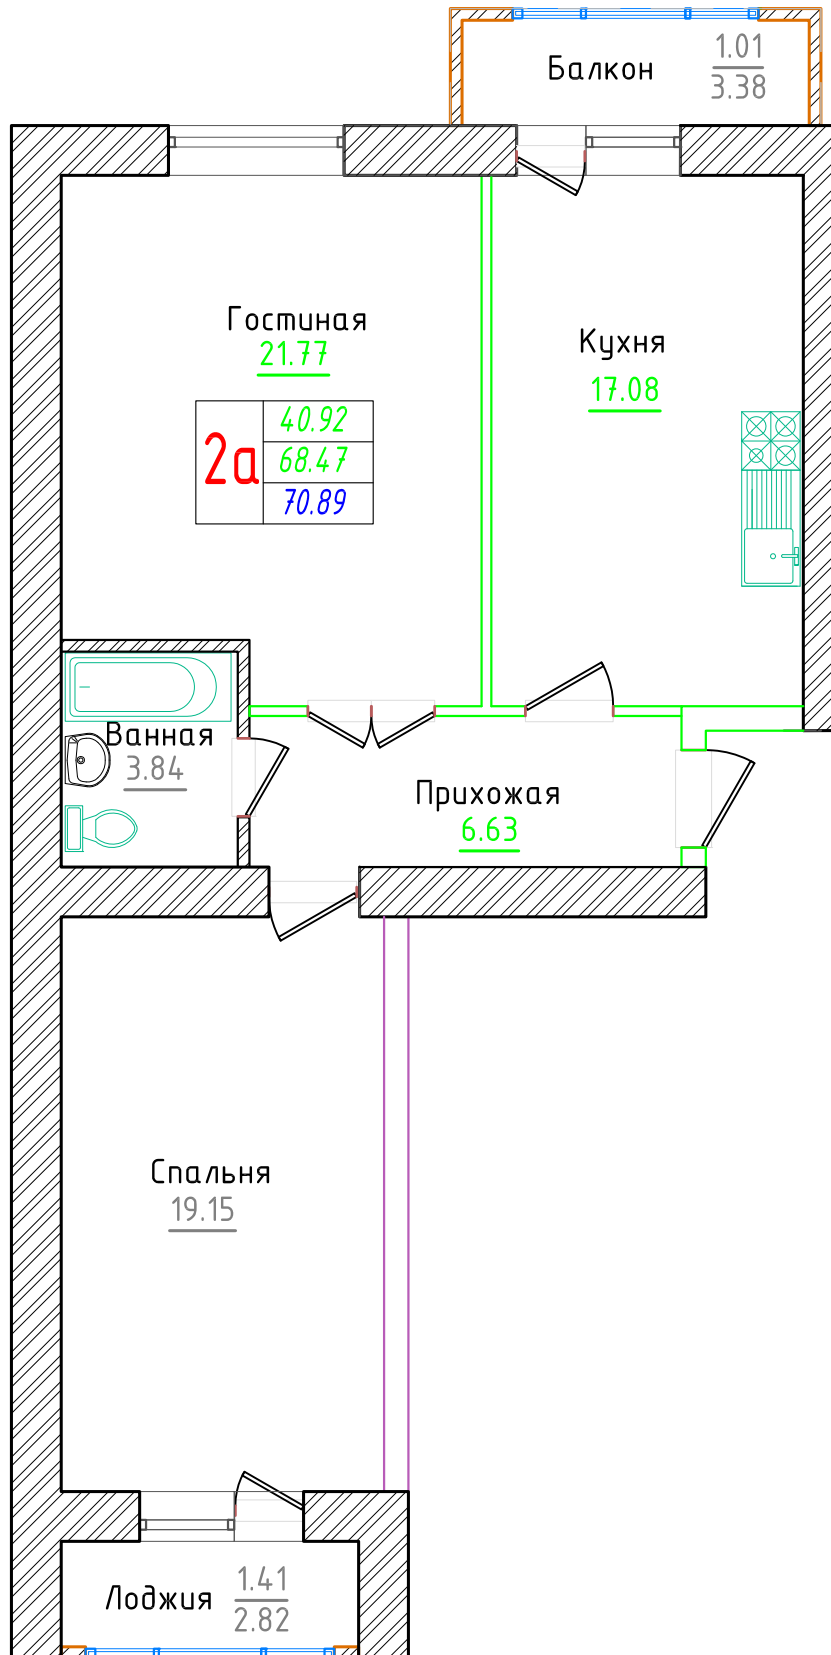 Балкон
1.01
3.38
Гостиная
21.77
Кухня
17.08
2а
40.92
68.47
70.89
Ванная
3.84
Прихожая
6.63
Спальня
19.15
Лоджия
1.41
2.82